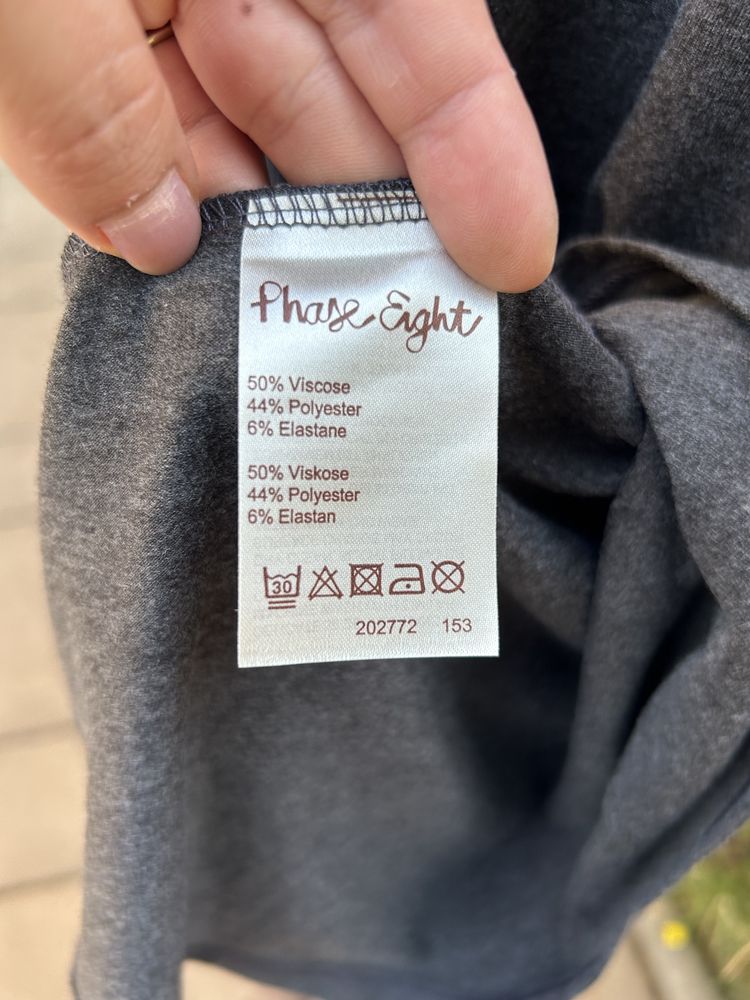 Phase Eight
50% Viscose
44% Polyester
6% Elastane
50% Viskose
44% Polyester
6% Elastan
30
202772 153